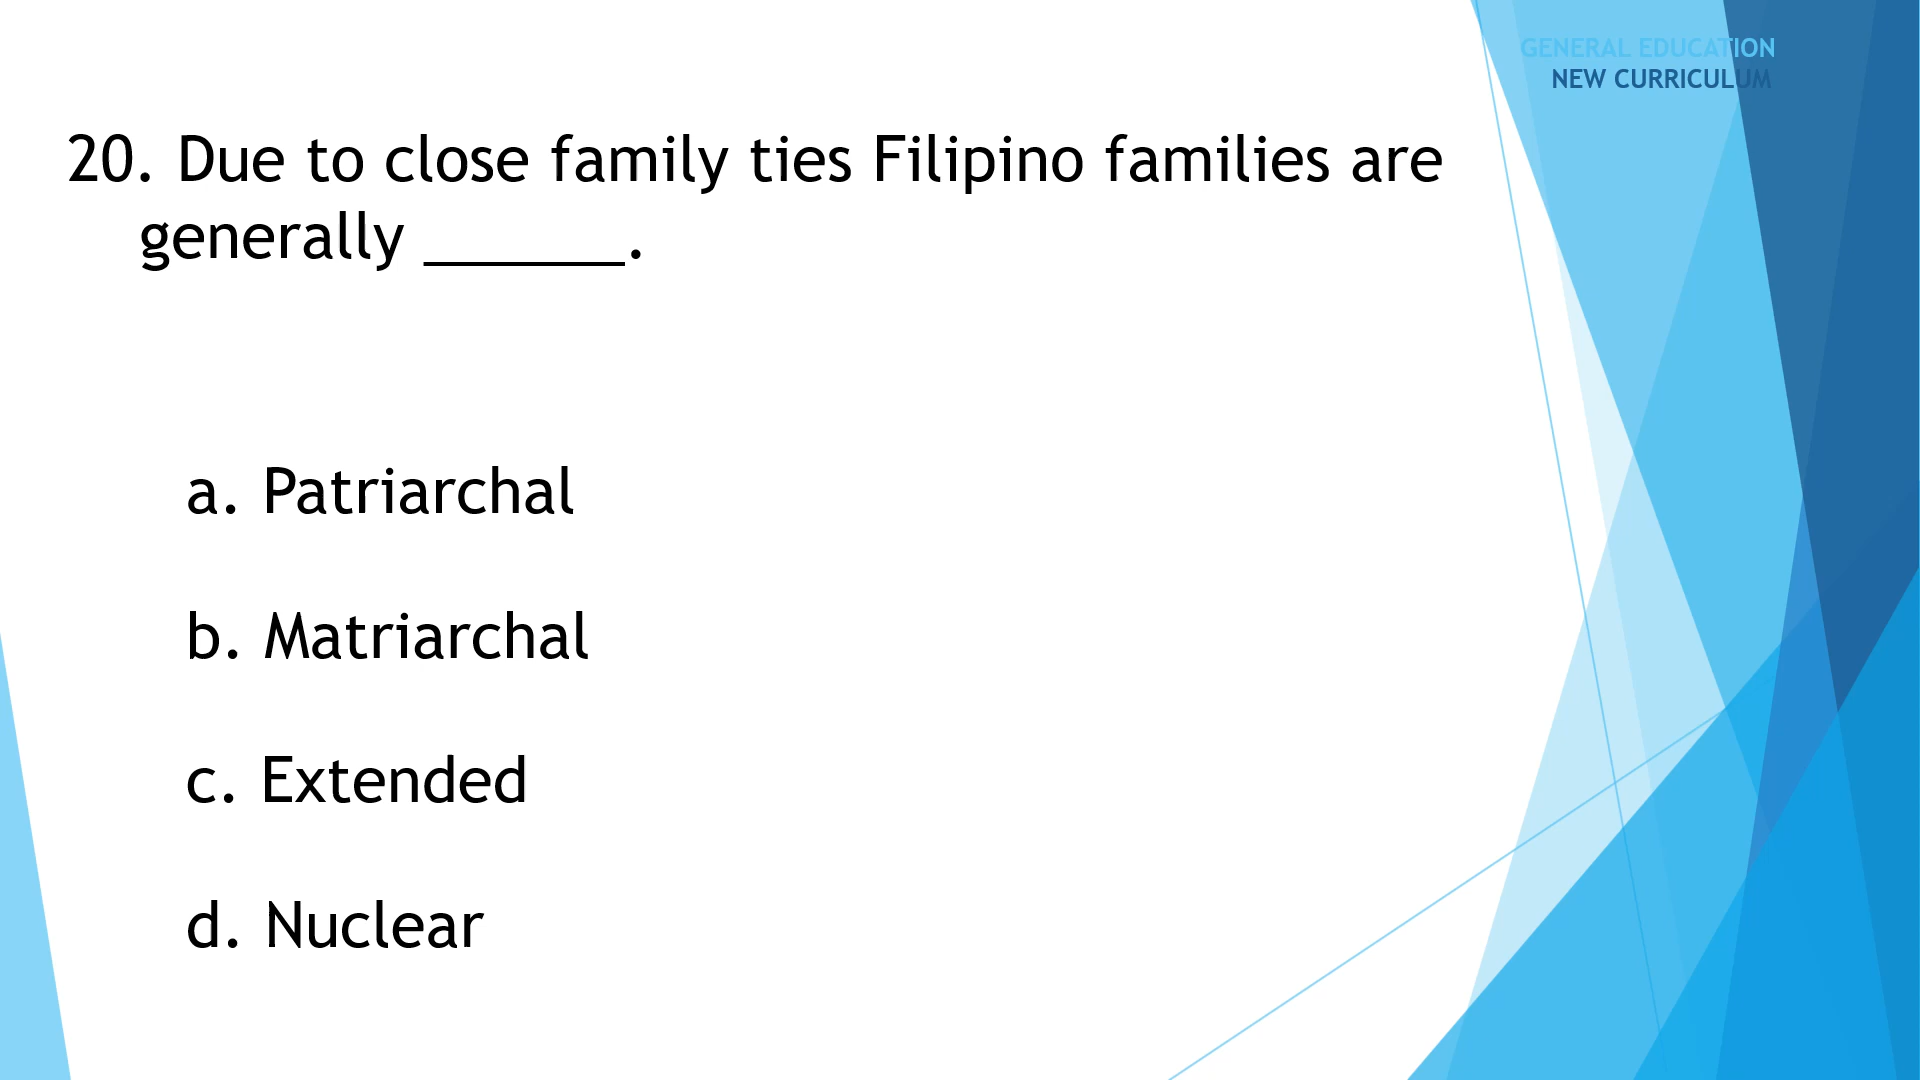 GENERAL EDUCATION
NEW CURRICULUM
20. Due to close family ties Filipino families are
generally ______.
a. Patriarchal
b. Matriarchal
c. Extended
d. Nuclear